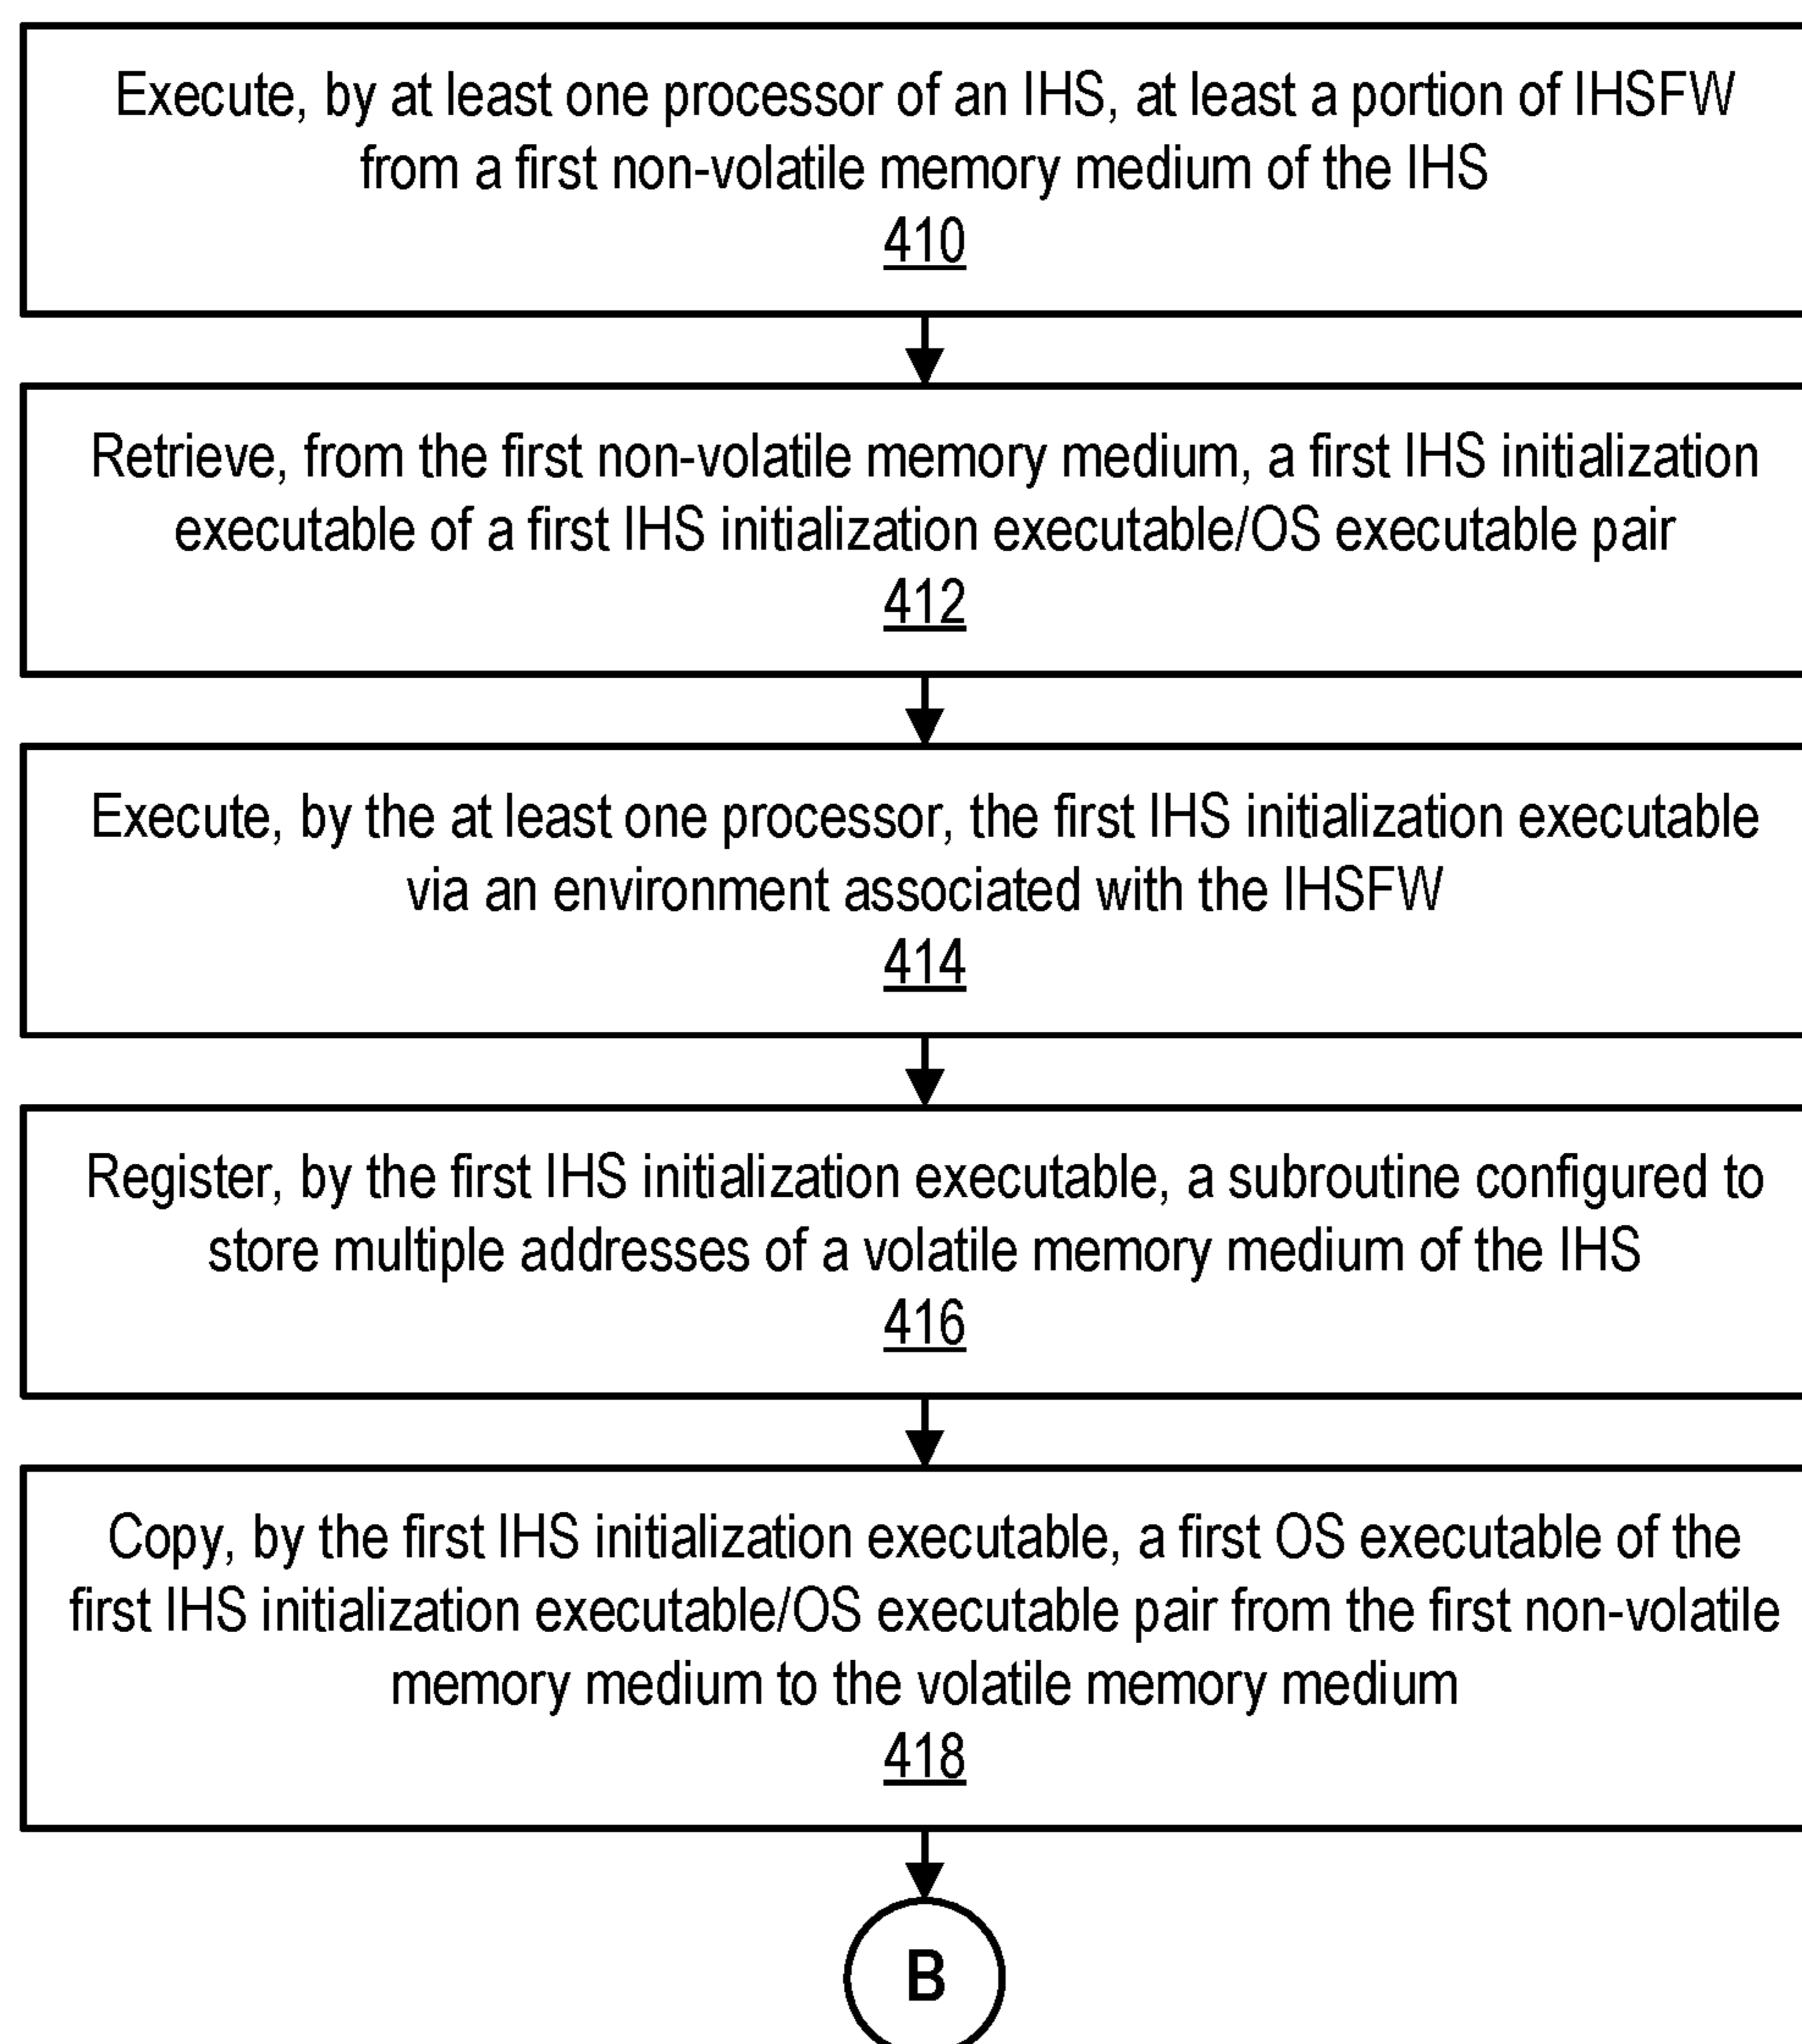 Execute, by at least one processor of an IHS, at least a portion of IHSFW
from a first non-volatile memory medium of the IHS
410
Retrieve, from the first non-volatile memory medium, a first IHS initialization
executable of a first IHS initialization executable/OS executable pair
412
Execute, by the at least one processor, the first IHS initialization executable
via an environment associated with the IHSFW
414
Register, by the first IHS initialization executable, a subroutine configured to
store multiple addresses of a volatile memory medium of the IHS
416
Copy, by the first IHS initialization executable, a first OS executable of the
first IHS initialization executable/OS executable pair from the first non-volatile
memory medium to the volatile memory medium
418
B